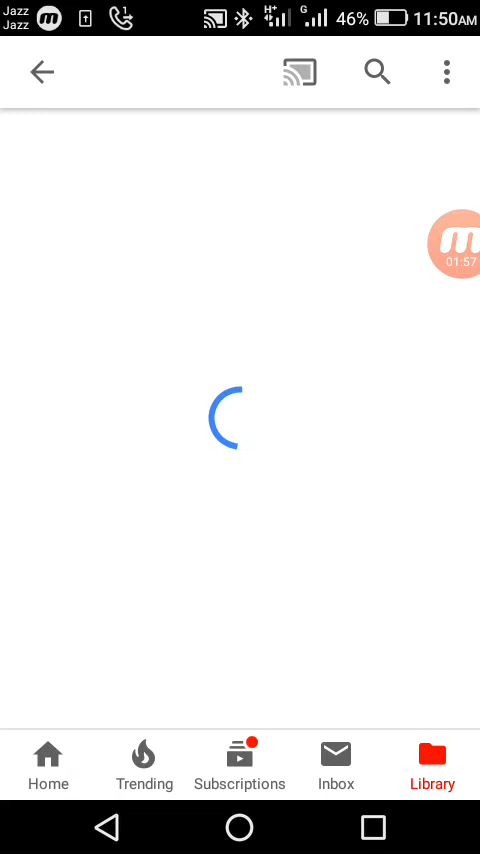 Jazz
Jazz
1
H+
G
46%
11:50AM
01:57
Home
Trending
Subscriptions
Inbox
Library